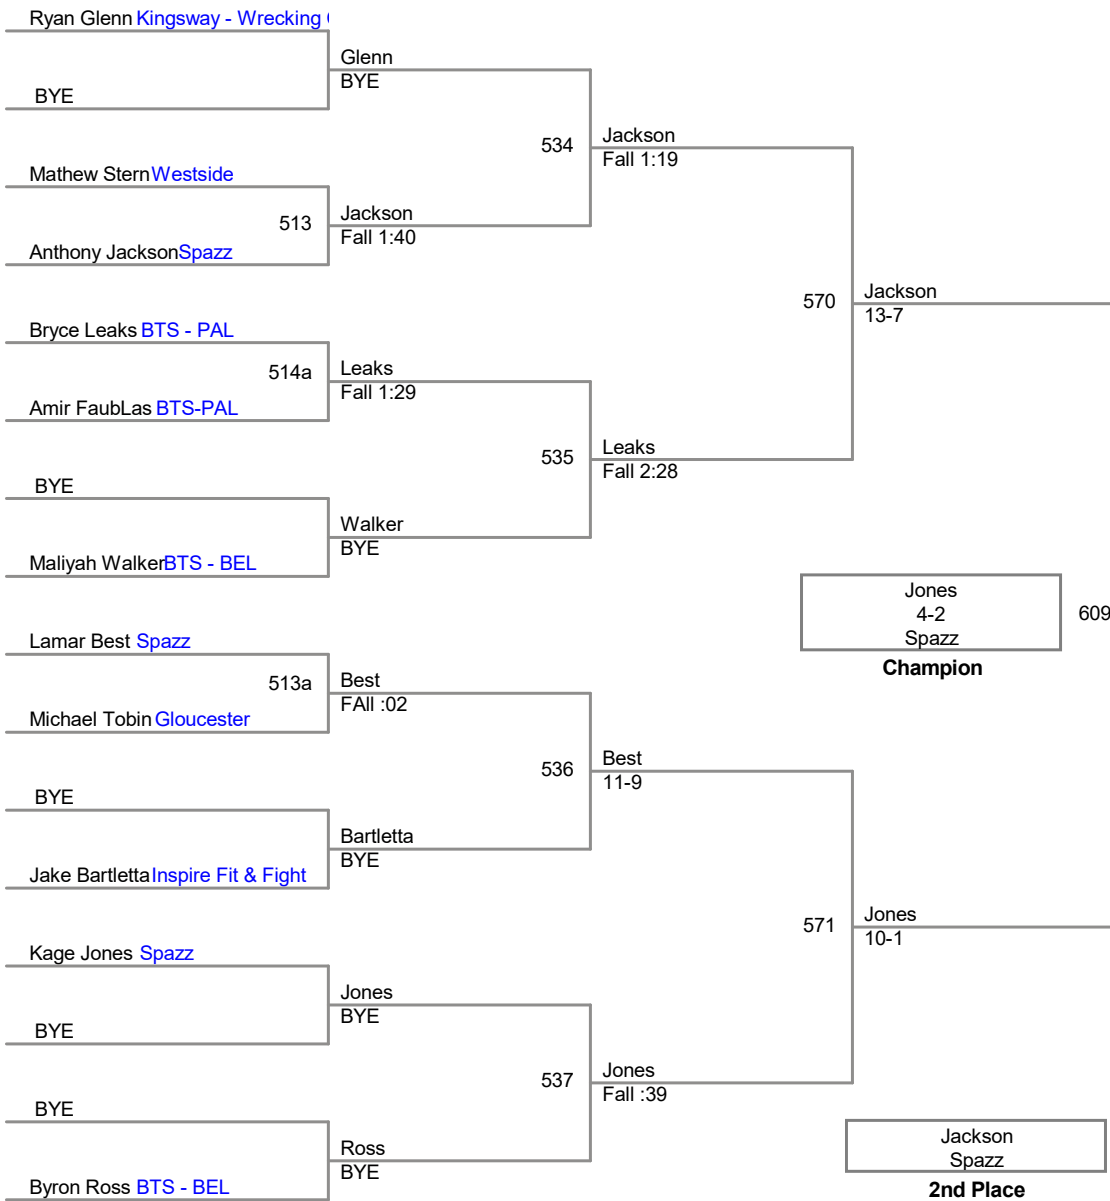 Ryan Glenn Kingsway - Wrecking
Glenn
BYE
BYE
534
Jackson
Fall 1:19
Mathew Stern Westside
513
Jackson
Fall 1:40
Anthony Jackson Spazz
570
Jackson
13-7
Bryce Leaks BTS - PAL
514a
Leaks
Fall 1:29
Amir FaubLas BTS-PAL
535
Leaks
Fall 2:28
BYE
Walker
BYE
Maliyah Walker BTS - BEL
Jones
4-2
Spazz
609
Champion
Lamar Best Spazz
513a
Best
FAll :02
Michael Tobin Gloucester
536
Best
11-9
BYE
Bartletta
BYE
Jake Bartletta Inspire Fit & Fight
571
Jones
10-1
Kage Jones Spazz
Jones
BYE
BYE
537
Jones
Fall :39
BYE
Ross
BYE
Byron Ross BTS - BEL
Jackson
Spazz
2nd Place